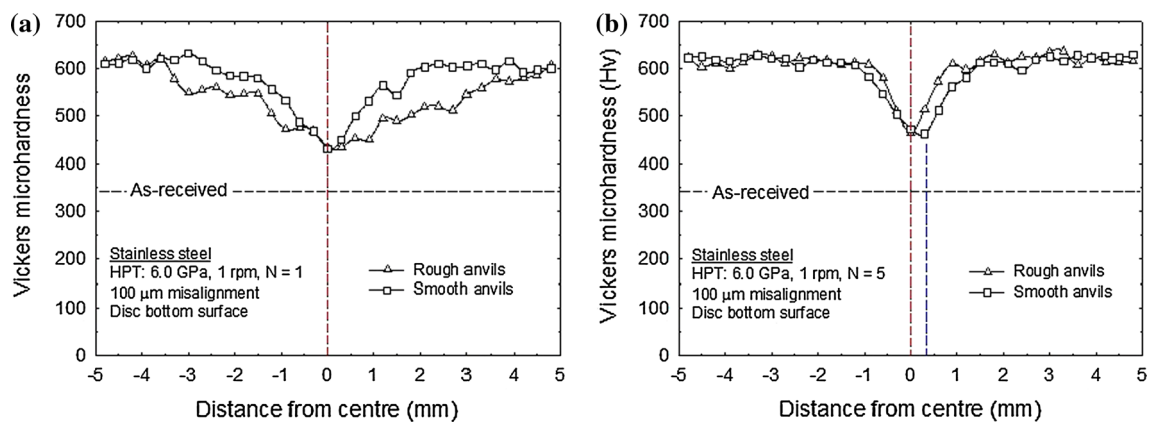 (a)
Vickers microhardness
700
600
500
400
300
200
100
0
As-received
Stainless steel
HPT: 6.0 GPa, 1 rpm, N = 1
100 μm misalignment
Disc bottom surface
Rough anvils
Smooth anvils
-5 -4 -3 -2 -1 0 1 2 3 4 5
Distance from centre (mm)
(b)
Vickers microhardness (Hv)
700
600
500
400
300
200
100
0
As-received
Stainless steel
HPT: 6.0 GPa, 1 rpm, N = 5
100 μm misalignment
Disc bottom surface
Rough anvils
Smooth anvils
-5 -4 -3 -2 -1 0 1 2 3 4 5
Distance from centre (mm)